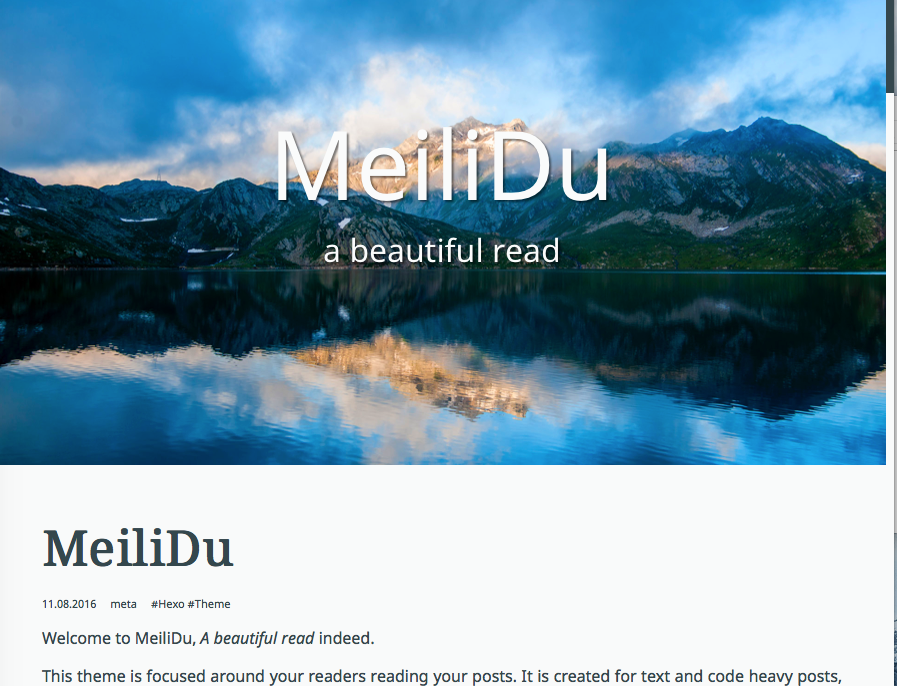 MeiliDu
a beautiful read
MeiliDu
11.08.2016 meta #Hexo #Theme
Welcome to MeiliDu, A beautiful read indeed.
This theme is focused around your readers reading your posts. It is created for text and code heavy posts,